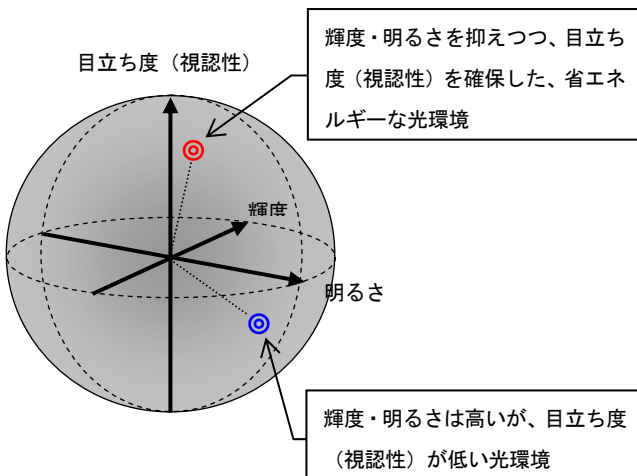 輝度・明るさを抑えつつ、目立ち
度（視認性）を確保した、省エネ
ルギーな光環境
目立ち度（視認性）
輝度
明るさ
輝度・明るさは高いが、目立ち度
（視認性）が低い光環境